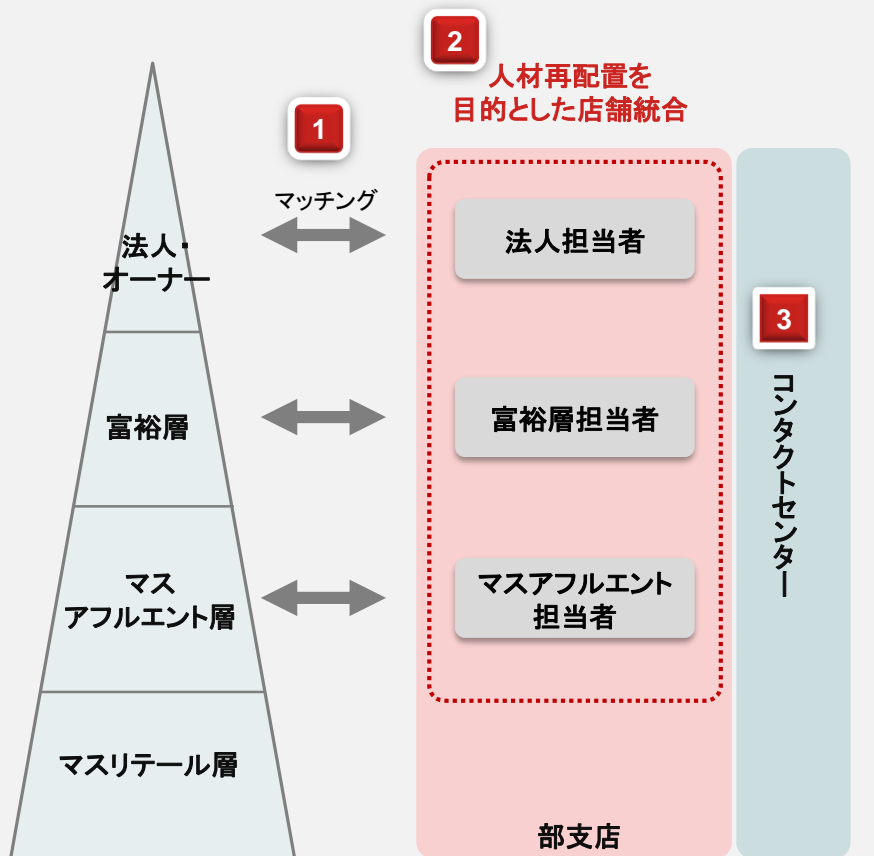 2
人材再配置を
目的とした店舗統合
1
マッチング
法人・
オーナー
法人担当者
3
コンタクトセンター
富裕層
富裕層担当者
マス
アフルエント層
マスアフルエント
担当者
マスリテール層
部支店